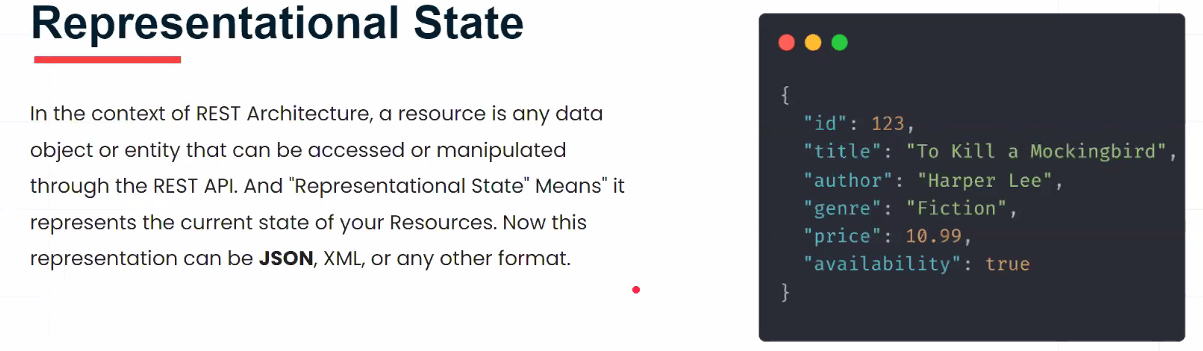 Representational State
In the context of REST Architecture, a resource is any data
object or entity that can be accessed or manipulated
through the REST API. And "Representational State" Means" it
represents the current state of your Resources. Now this
representation can be JSON, XML, or any other format.
{
"id": 123,
"title": "To Kill a Mockingbird",
"author": "Harper Lee",
"genre": "Fiction",
"price": 10.99,
"availability": true
}